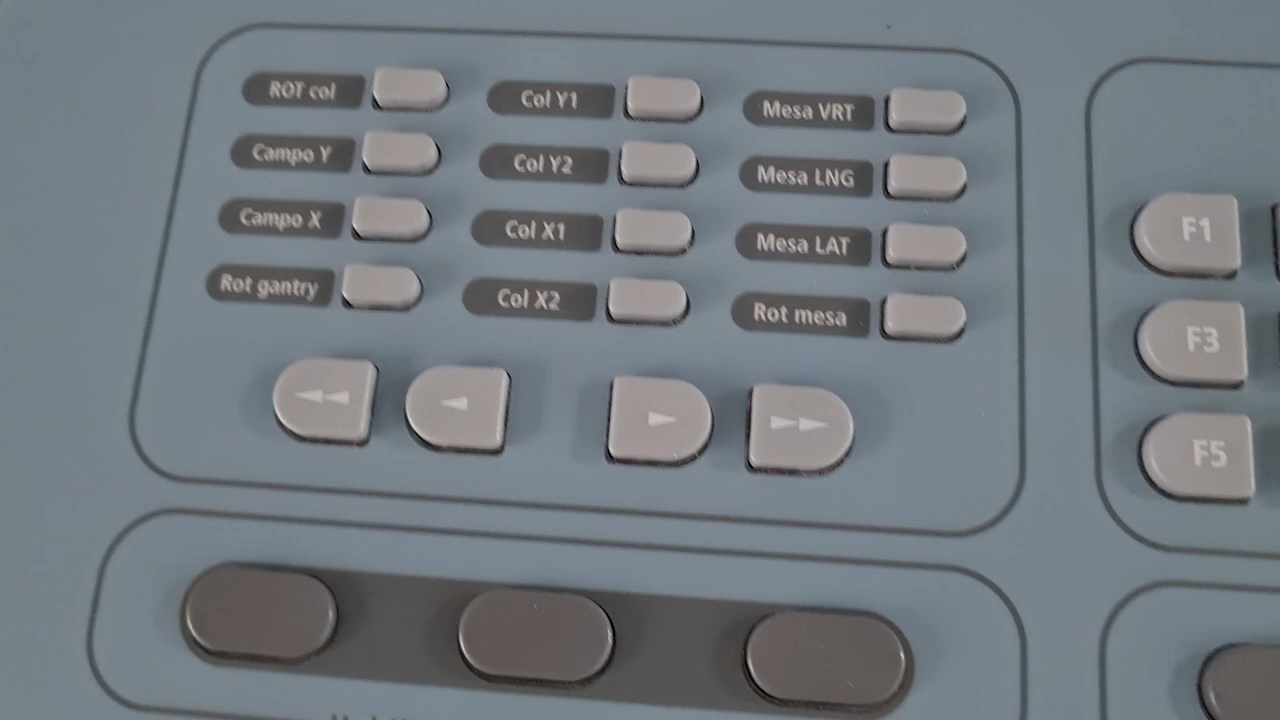 ROT col
Campo Y
Campo X
Rot gantry
Col Y1
Col Y2
Col X1
Col X2
Mesa VRT
Mesa LNG
Mesa LAT
Rot mesa
F1
F3
F5